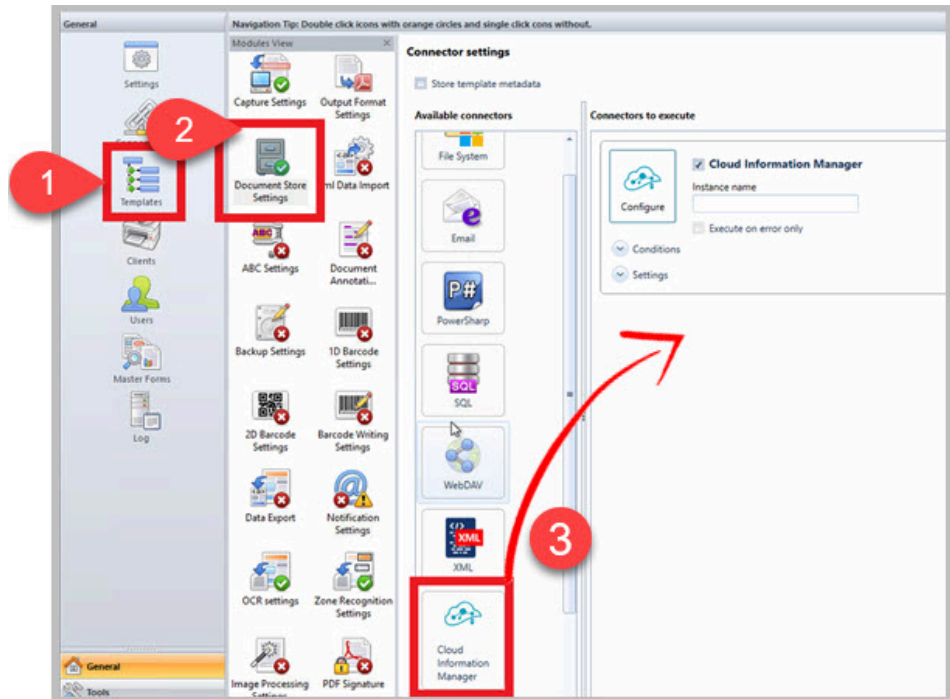 General
Navigation Tip: Double click icons with orange circles and single click cons without.
Settings
Templates
Clients
Users
Master Forms
Log
General
Tools
1
2
Modules View
Capture Settings
Output Format
Settings
Document Store
Settings
ml Data Import
ABC Settings
Document
Annotati...
Backup Settings
1D Barcode
Settings
2D Barcode
Settings
Barcode Writing
Settings
Data Export
Notification
Settings
OCR settings
Zone Recognition
Settings
Image Processing
Settings
PDF Signature
Connector settings
Store template metadata
Available connectors
File System
Email
P#
PowerSharp
SQL
SQL
WebDAV
XML
XML
Cloud
Information
Manager
3
Connectors to execute
Configure
Cloud Information Manager
Instance name
Execute on error only
Conditions
Settings